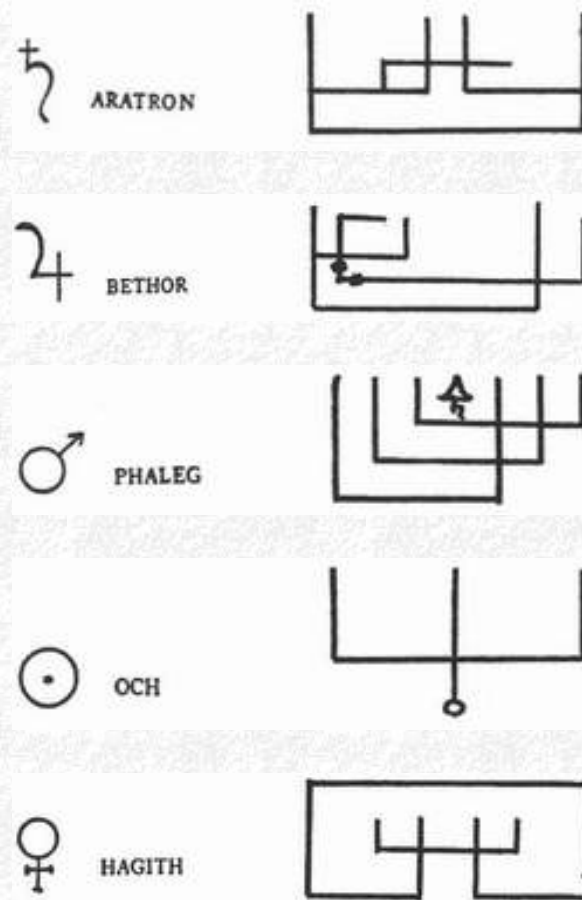 ♄ ARATRON
♃ BETHOR
♂ PHALEG
☉ OCH
♀ HAGITH